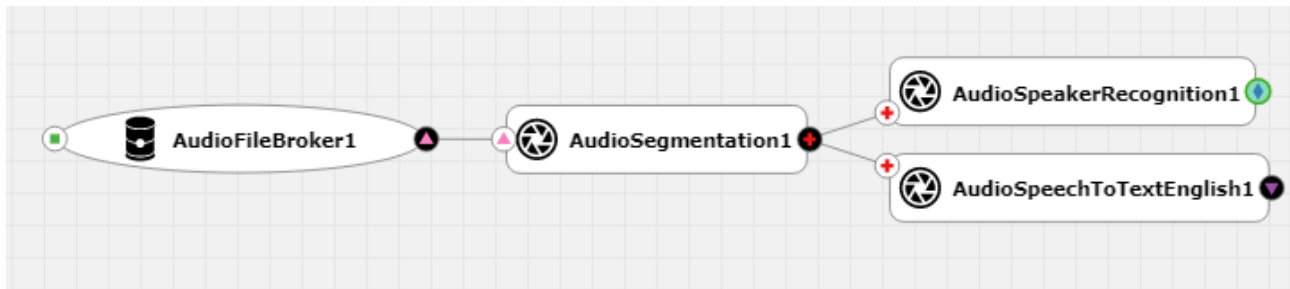 AudioFileBroker1
AudioSegmentation1
AudioSpeakerRecognition1
AudioSpeechToTextEnglish1